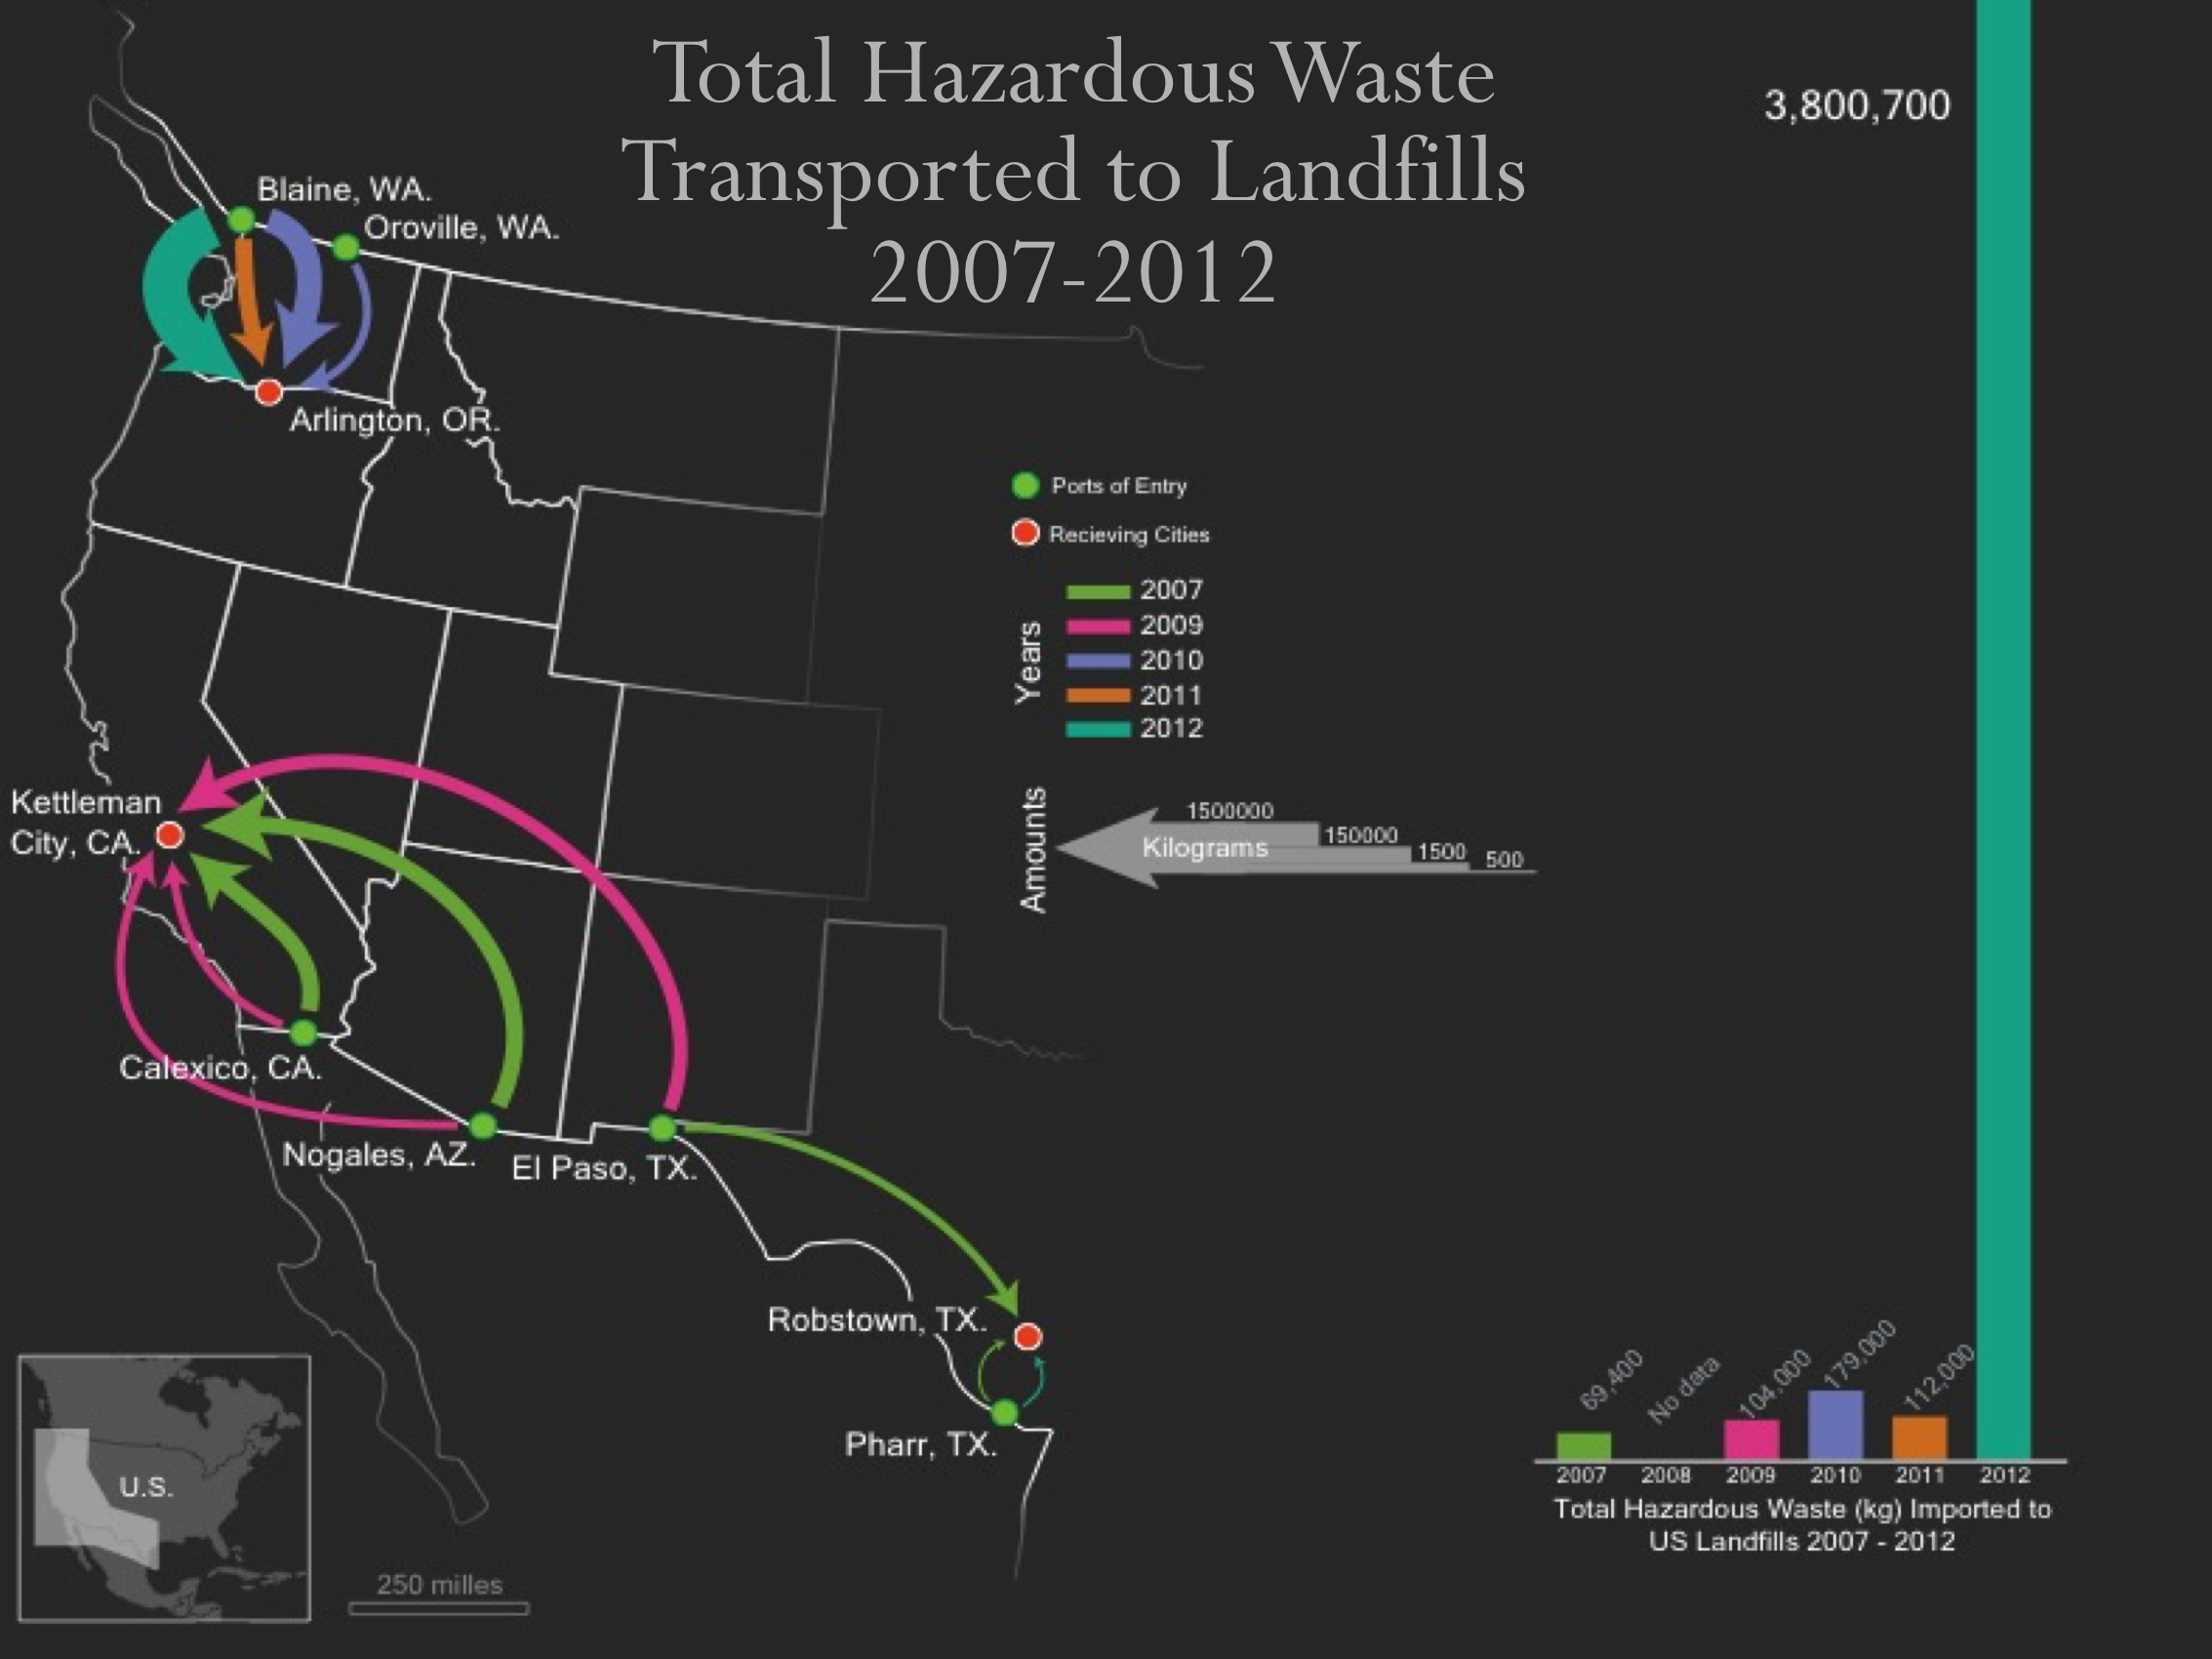 Total Hazardous Waste
Transported to Landfills
2007-2012
3,800,700
Blaine, WA.
Oroville, WA.
Arlington, OR.
Ports of Entry
Recieving Cities
Years
2007
2009
2010
2011
2012
Amounts
1500000
150000
1500
500
Kilograms
Kettleman
City, CA.
Calexico, CA.
Nogales, AZ.
El Paso, TX.
Robstown, TX.
Pharr, TX.
U.S.
250 milles
69,400
No data
104,000
179,000
112,000
2007 2008 2009 2010 2011 2012
Total Hazardous Waste (kg) Imported to
US Landfills 2007 - 2012